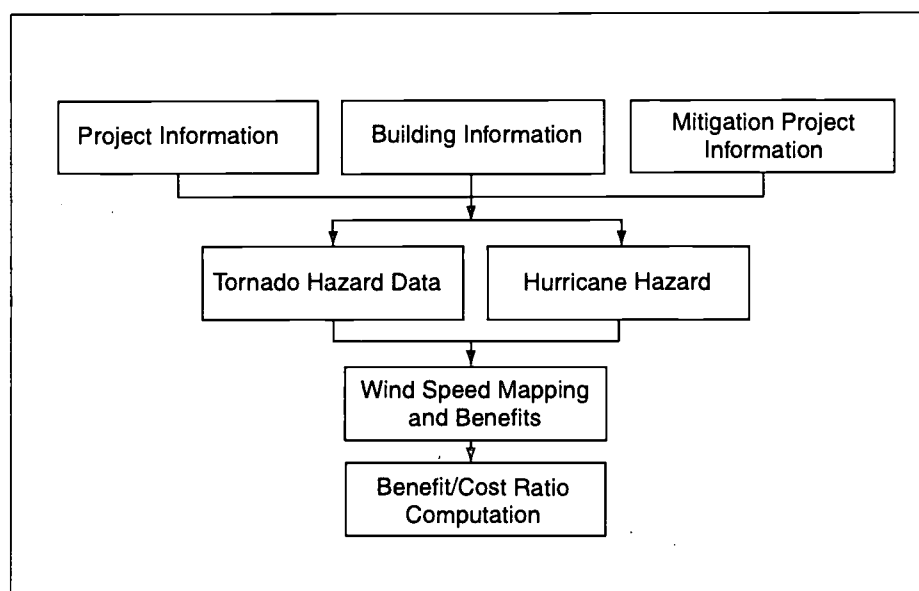 Project Information
Building Information
Mitigation Project
Information
Tornado Hazard Data
Hurricane Hazard
Wind Speed Mapping
and Benefits
Benefit/Cost Ratio
Computation